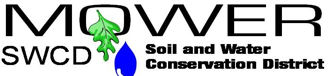 MOWER
SWCD
Soil and Water
Conservation District